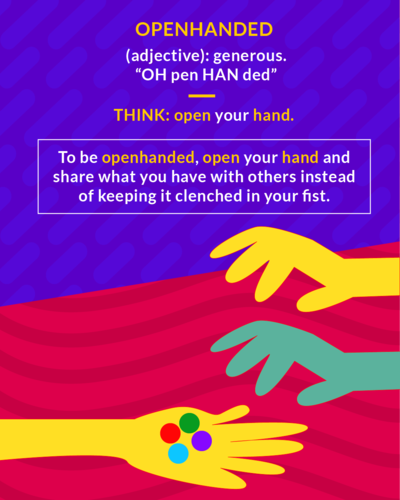 OPENHANDED
(adjective): generous.
“OH pen HAN ded”
THINK: open your hand.
To be openhanded, open your hand and
share what you have with others instead
of keeping it clenched in your fist.